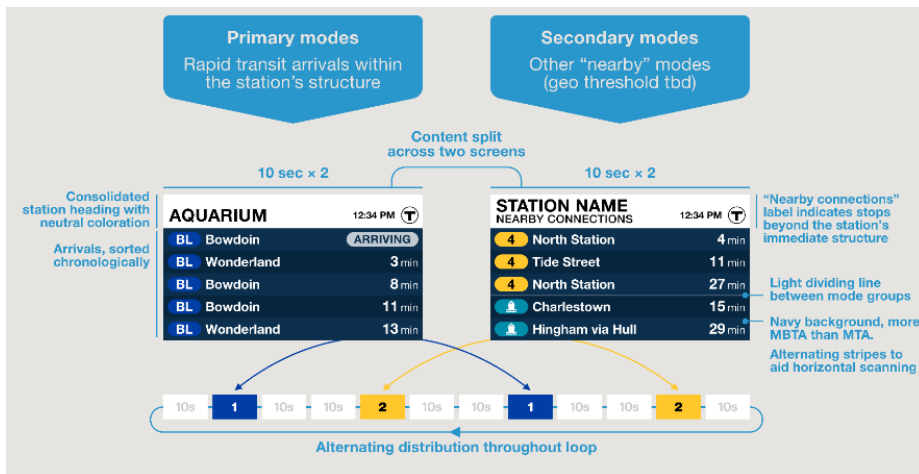 Primary modes
Rapid transit arrivals within
the station's structure
Secondary modes
Other “nearby” modes
(geo threshold tbd)
Content split
across two screens
10 sec × 2
10 sec × 2
Consolidated
station heading with
neutral coloration
Arrivals, sorted
chronologically
AQUARIUM 12:34 PM T
BL Bowdoin ARRIVING
BL Wonderland 3 min
BL Bowdoin 8 min
BL Bowdoin 11 min
BL Wonderland 13 min
STATION NAME
NEARBY CONNECTIONS 12:34 PM T
4 North Station 4 min
4 Tide Street 11 min
4 North Station 27 min
Charlestown 15 min
Hingham via Hull 29 min
“Nearby connections”
label indicates stops
beyond the station's
immediate structure
Light dividing line
between mode groups
Navy background, more
MBTA than MTA.
Alternating stripes to
aid horizontal scanning
10s 1 10s 10s 2 10s 10s 1 10s 10s 2 10s
Alternating distribution throughout loop